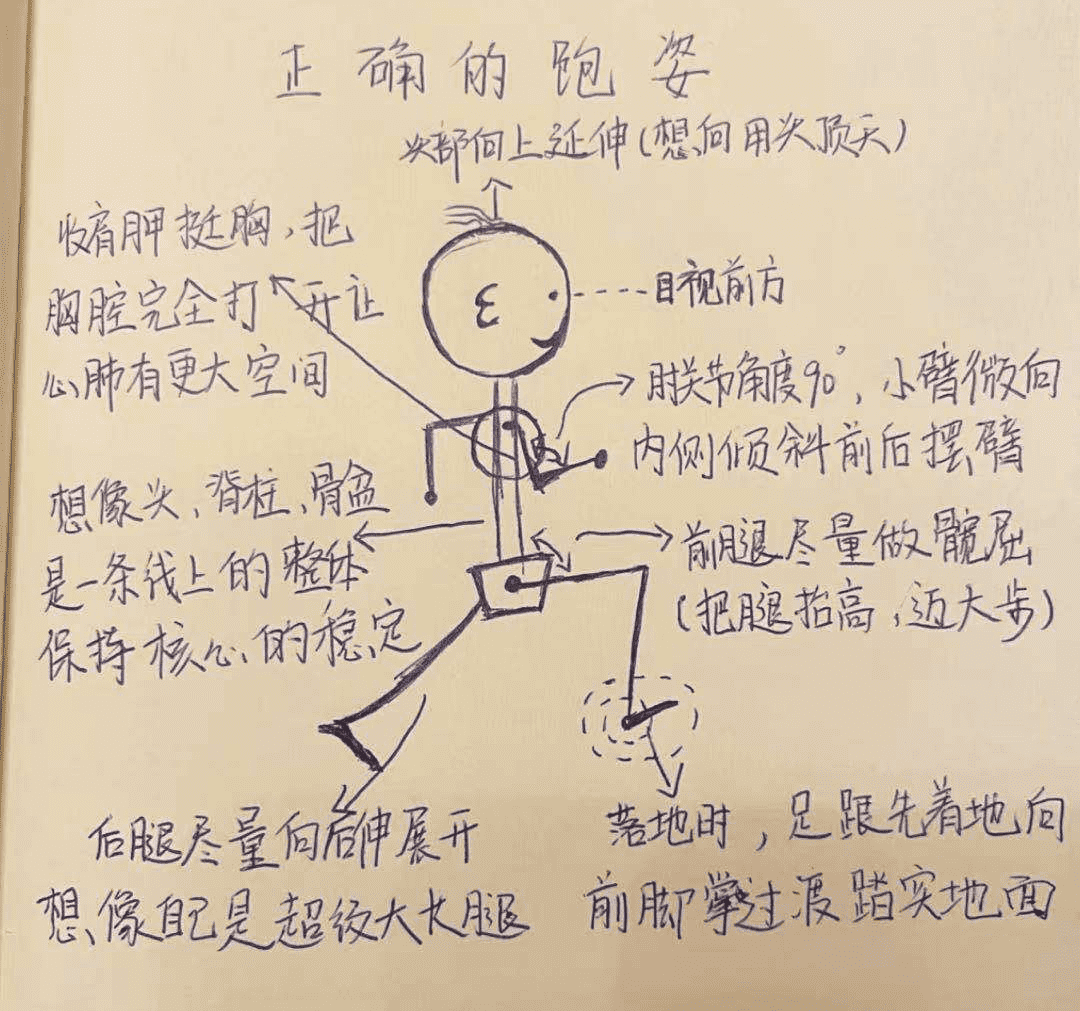 正确的跑姿
头部向上延伸(想向用头顶天)
收肩胛挺胸,把
胸腔完全打开让
心肺有更大空间
目视前方
肘关节角度90°,小臂微向
内侧倾斜前后摆臂
想像头、脊柱、骨盆
是一条线上的整体
保持核心的稳定
前腿尽量做髋屈
(把腿抬高,迈大步)
后腿尽量向后伸展开
想像自己是超级大长腿
落地时,足跟先着地向
前脚掌过渡踏实地面